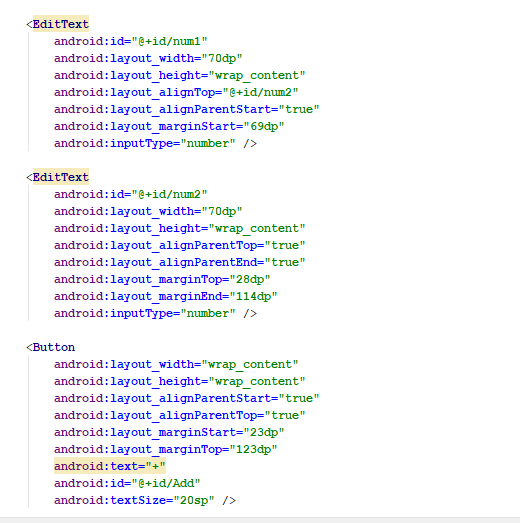 <EditText
android:id="@+id/num1"
android:layout_width="70dp"
android:layout_height="wrap_content"
android:layout_alignTop="@+id/num2"
android:layout_alignParentStart="true"
android:layout_marginStart="69dp"
android:inputType="number" />
<EditText
android:id="@+id/num2"
android:layout_width="70dp"
android:layout_height="wrap_content"
android:layout_alignParentTop="true"
android:layout_alignParentEnd="true"
android:layout_marginTop="28dp"
android:layout_marginEnd="114dp"
android:inputType="number" />
<Button
android:layout_width="wrap_content"
android:layout_height="wrap_content"
android:layout_alignParentStart="true"
android:layout_alignParentTop="true"
android:layout_marginStart="23dp"
android:layout_marginTop="123dp"
android:text="+"
android:id="@+id/Add"
android:textSize="20sp" />